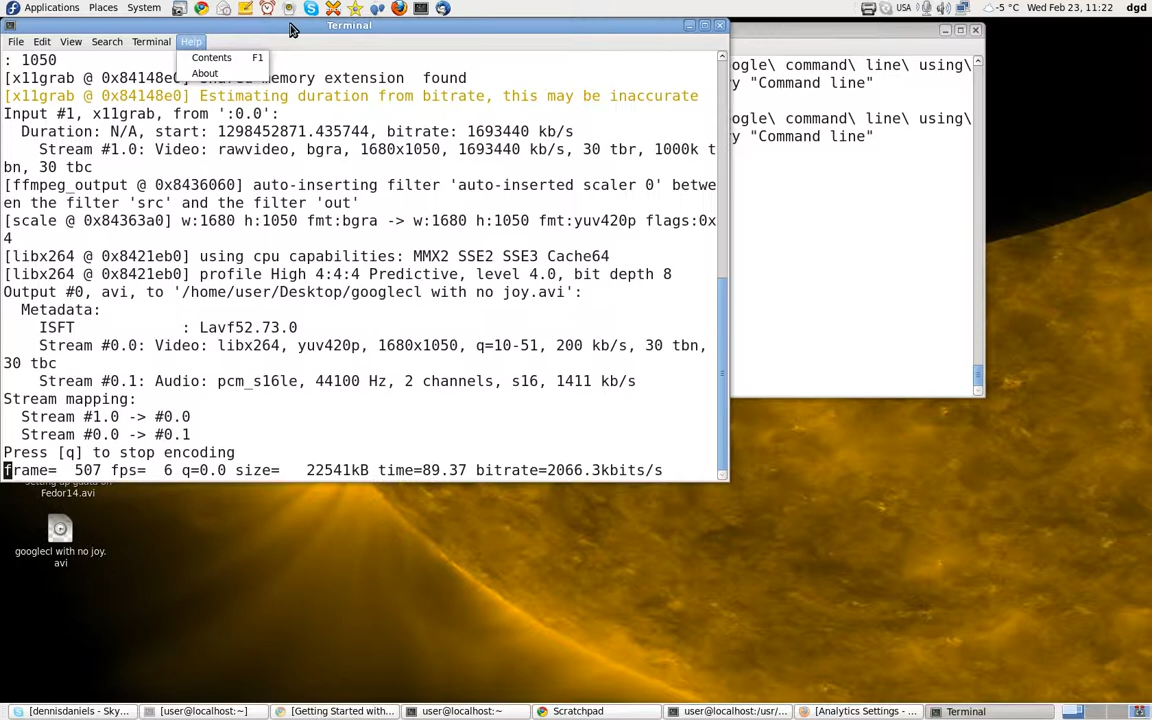 Applications Places System USA -5 °C Wed Feb 23, 11:22 dgd
Terminal
File Edit View Search Terminal Help
Contents F1
About
: 1050
[x11grab @ 0x84148e0] memory extension  found
[x11grab @ 0x84148e0] Estimating duration from bitrate, this may be inaccurate
Input #1, x11grab, from ':0.0':
  Duration: N/A, start: 1298452871.435744, bitrate: 1693440 kb/s
    Stream #1.0: Video: rawvideo, bgra, 1680x1050, 1693440 kb/s, 30 tbr, 1000k t
bn, 30 tbc
[ffmpeg_output @ 0x8436060] auto-inserting filter 'auto-inserted scaler 0' betwe
en the filter 'src' and the filter 'out'
[scale @ 0x84363a0] w:1680 h:1050 fmt:bgra -> w:1680 h:1050 fmt:yuv420p flags:0x
4
[libx264 @ 0x8421eb0] using cpu capabilities: MMX2 SSE2 SSE3 Cache64
[libx264 @ 0x8421eb0] profile High 4:4:4 Predictive, level 4.0, bit depth 8
Output #0, avi, to '/home/user/Desktop/googlecl with no joy.avi':
  Metadata:
    ISFT            : Lavf52.73.0
    Stream #0.0: Video: libx264, yuv420p, 1680x1050, q=10-51, 200 kb/s, 30 tbn,
30 tbc
    Stream #0.1: Audio: pcm_s16le, 44100 Hz, 2 channels, s16, 1411 kb/s
Stream mapping:
  Stream #1.0 -> #0.0
  Stream #0.0 -> #0.1
Press [q] to stop encoding
frame=  507 fps=  6 q=0.0 size=   22541kB time=89.37 bitrate=2066.3kbits/s
ogle\ command\ line\ using\
y "Command line"
ogle\ command\ line\ using\
y "Command line"
Fedor14.avi
googlecl with no joy.
avi
[dennisdaniels - Sky... [user@localhost:~] [Getting Started with... user@localhost:~ Scratchpad user@localhost:/usr/... [Analytics Settings - ... Terminal